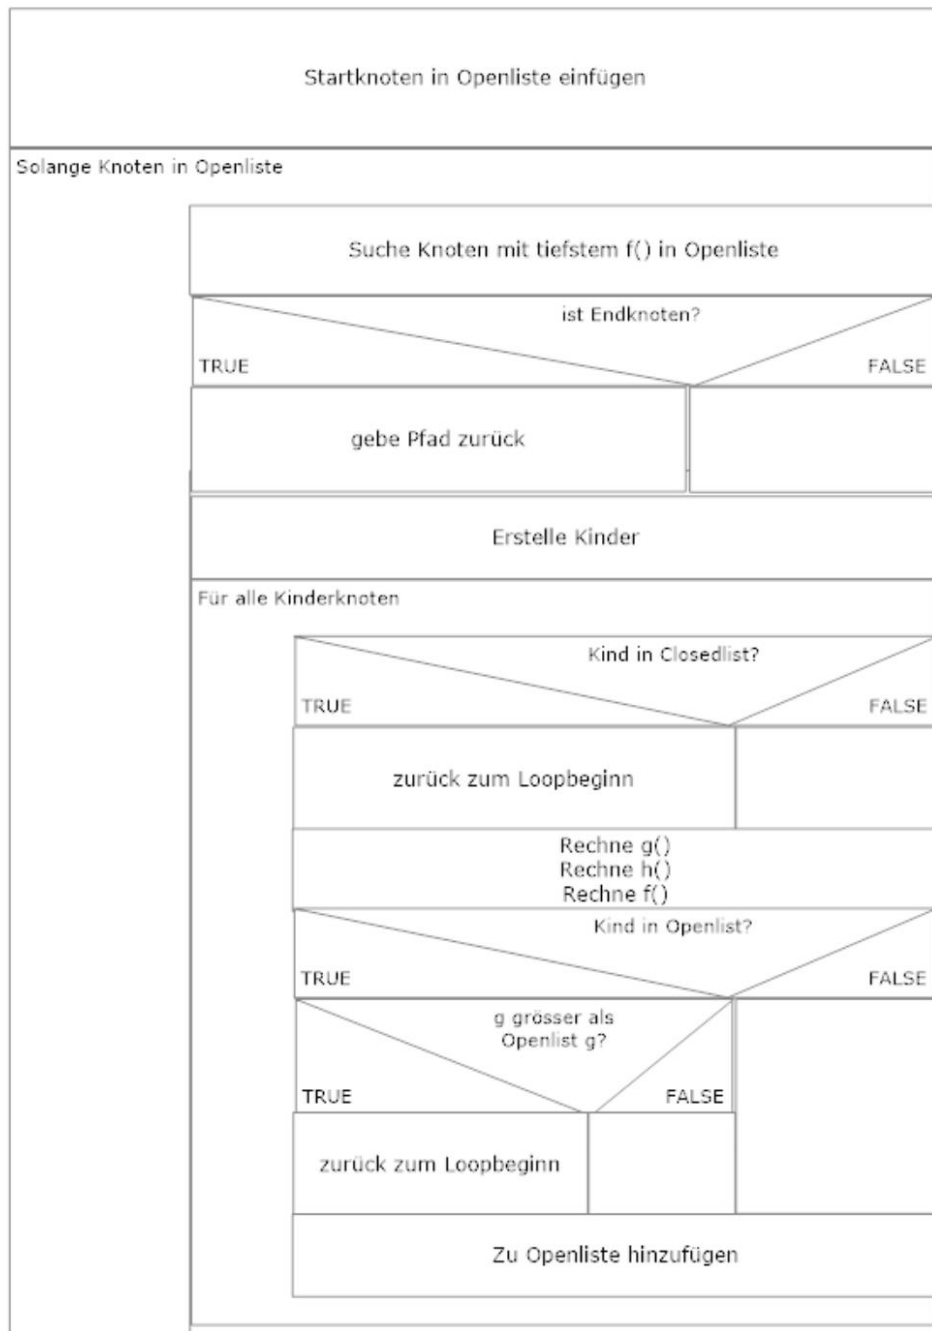 Startknoten in Openliste einfügen
Solange Knoten in Openliste
Suche Knoten mit tiefstem f() in Openliste
ist Endknoten?
TRUE
FALSE
gebe Pfad zurück
Erstelle Kinder
Für alle Kinderknoten
Kind in Closedlist?
TRUE
FALSE
zurück zum Loopbeginn
Rechne g()
Rechne h()
Rechne f()
Kind in Openlist?
TRUE
FALSE
g grösser als
Openlist g?
TRUE
FALSE
zurück zum Loopbeginn
Zu Openliste hinzufügen